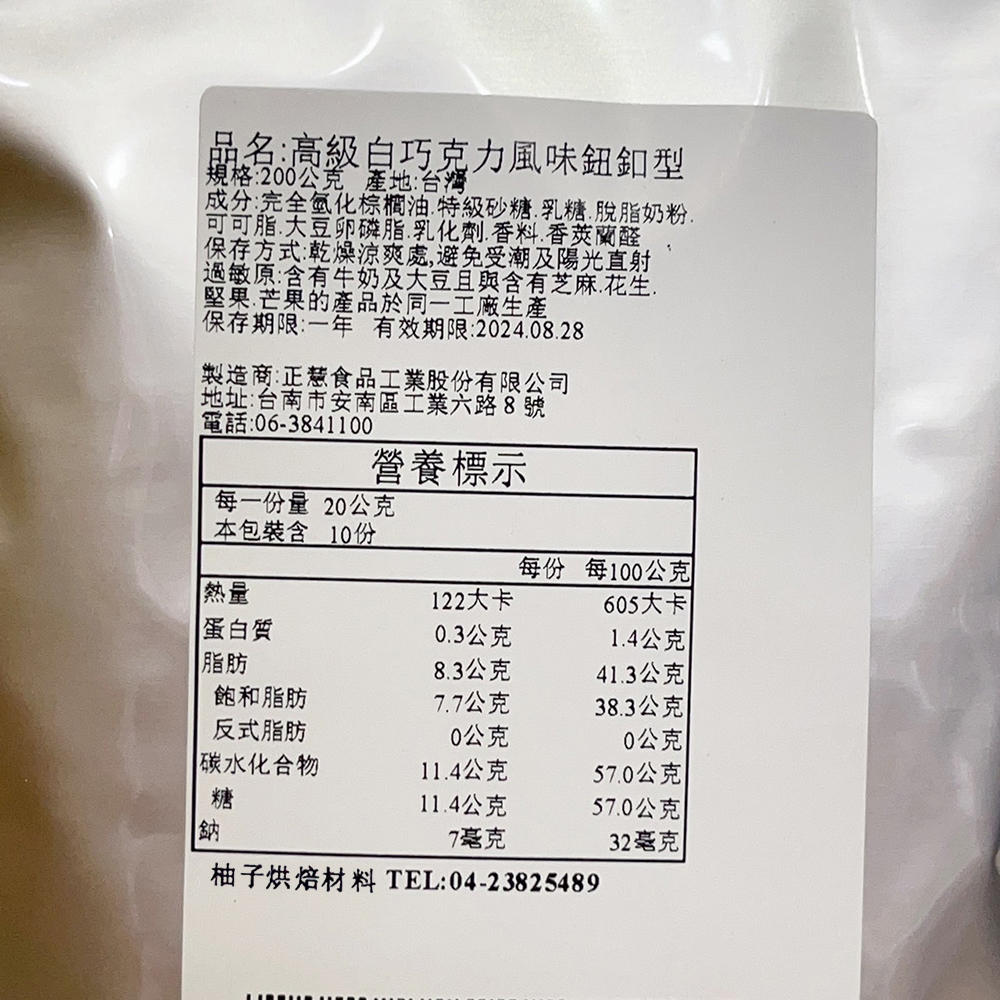 品名:高級白巧克力風味鈕釦型
規格:200公克 產地:台灣
成分:完全氫化棕櫚油.特級砂糖.乳糖.脫脂奶粉.
可可脂.大豆卵磷脂.乳化劑.香料.香莢蘭醛
保存方式:乾燥涼爽處,避免受潮及陽光直射
過敏原:含有牛奶及大豆且與含有芝麻.花生.
堅果.芒果的產品於同一工廠生產
保存期限:一年 有效期限:2024.08.28
製造商:正慧食品工業股份有限公司
地址:台南市安南區工業六路8號
電話:06-3841100
營養標示
每一份量 20公克
本包裝含 10份
每份 每100公克
熱量 122大卡 605大卡
蛋白質 0.3公克 1.4公克
脂肪 8.3公克 41.3公克
飽和脂肪 7.7公克 38.3公克
反式脂肪 0公克 0公克
碳水化合物 11.4公克 57.0公克
糖 11.4公克 57.0公克
鈉 7毫克 32毫克
柚子烘焙材料 TEL:04-23825489